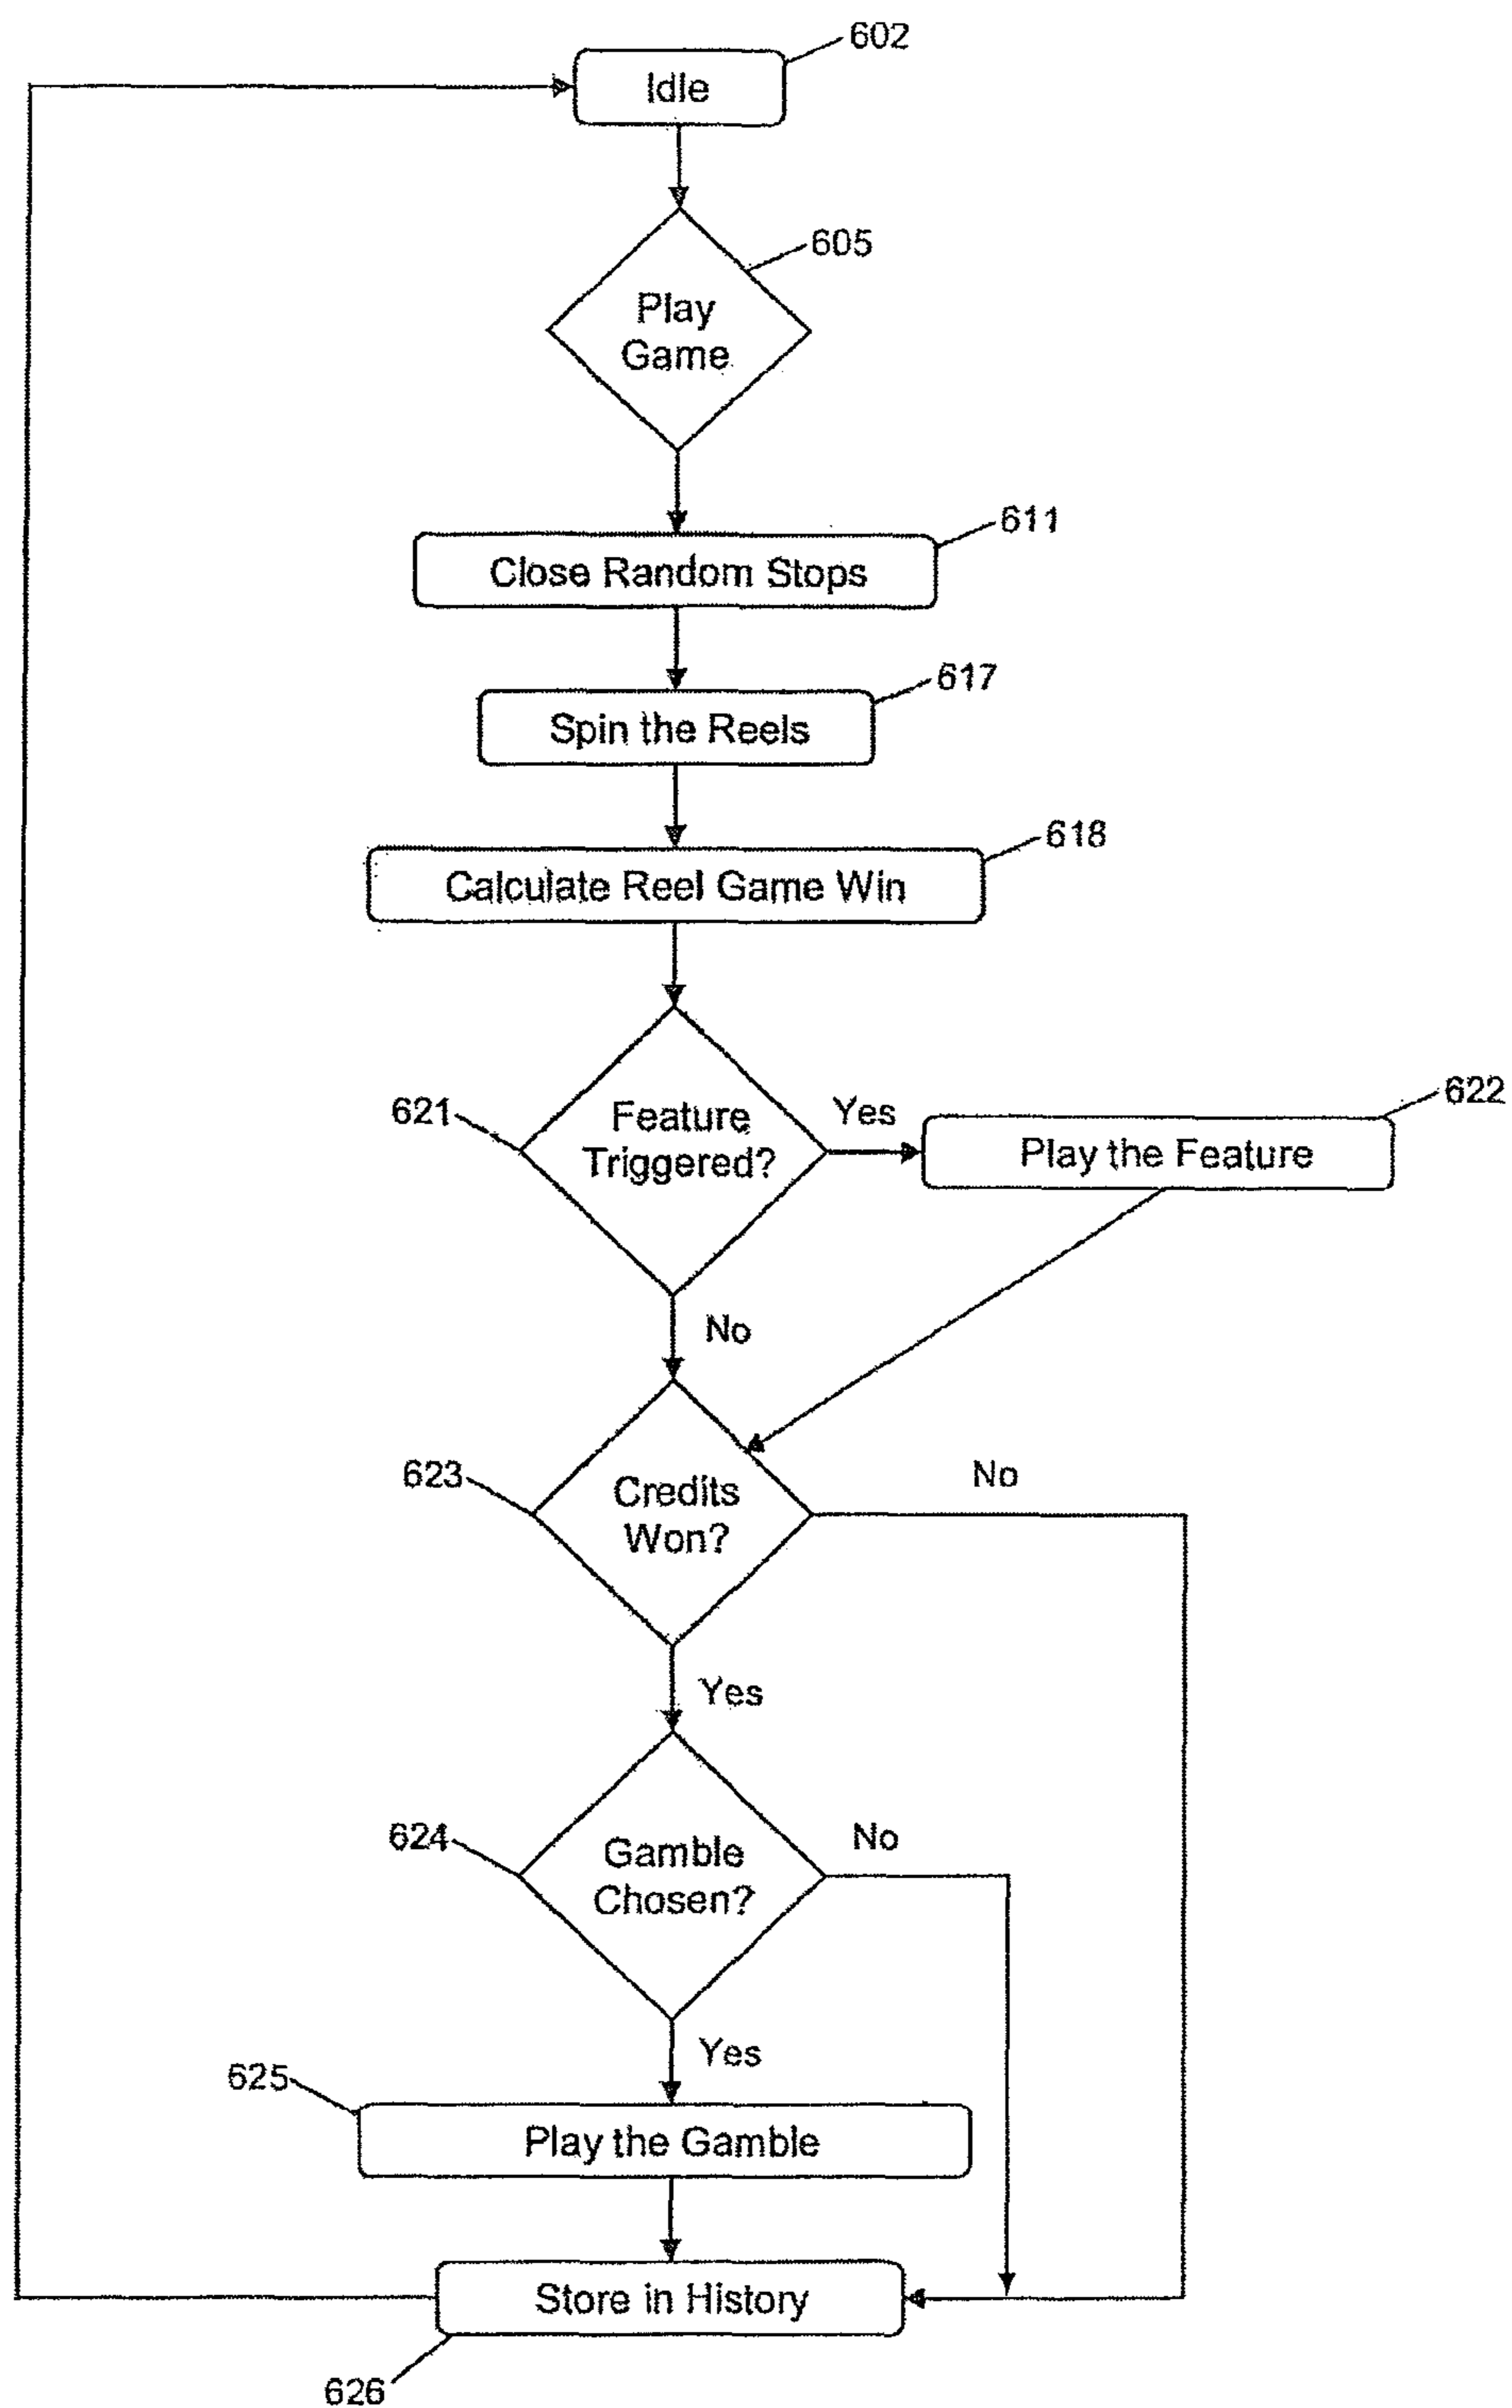 602
Idle
605
Play
Game
611
Close Random Stops
617
Spin the Reels
618
Calculate Reel Game Win
621
Feature
Triggered?
Yes
622
Play the Feature
No
623
Credits
Won?
No
Yes
624
Gamble
Chosen?
No
Yes
625
Play the Gamble
Store in History
626